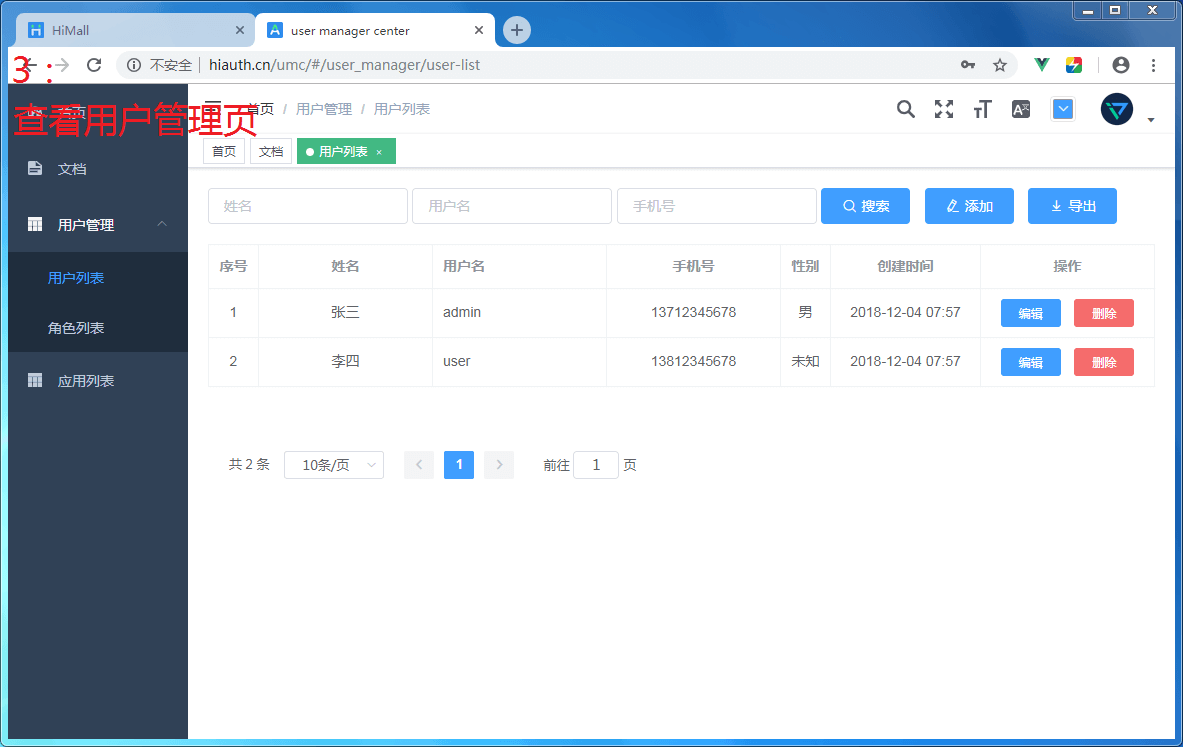 HiMall
user manager center
不安全 | hiauth.cn/umc/#/user_manager/user-list
3：
查看用户管理页
首页
文档
用户管理
用户列表
角色列表
应用列表
首页 / 用户管理 / 用户列表
首页 文档 用户列表 ×
姓名 用户名 手机号 搜索 添加 导出
序号 姓名 用户名 手机号 性别 创建时间 操作
1 张三 admin 13712345678 男 2018-12-04 07:57 编辑 删除
2 李四 user 13812345678 未知 2018-12-04 07:57 编辑 删除
共 2 条 10条/页 1 前往 1 页